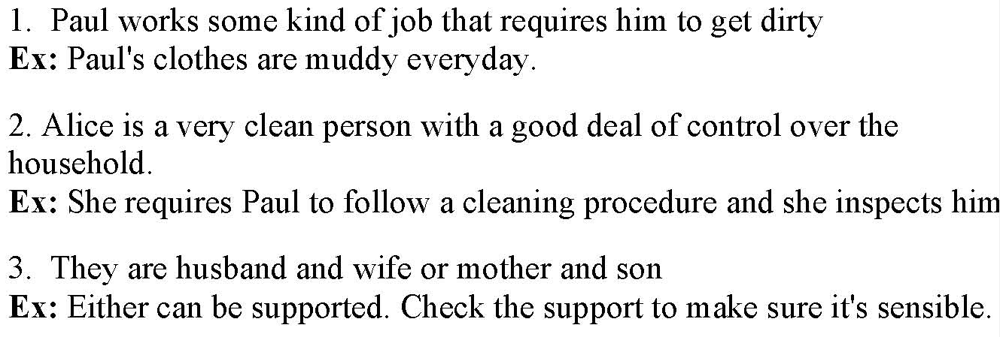 1. Paul works some kind of job that requires him to get dirty
Ex: Paul's clothes are muddy everyday.
2. Alice is a very clean person with a good deal of control over the
household.
Ex: She requires Paul to follow a cleaning procedure and she inspects him
3. They are husband and wife or mother and son
Ex: Either can be supported. Check the support to make sure it's sensible.